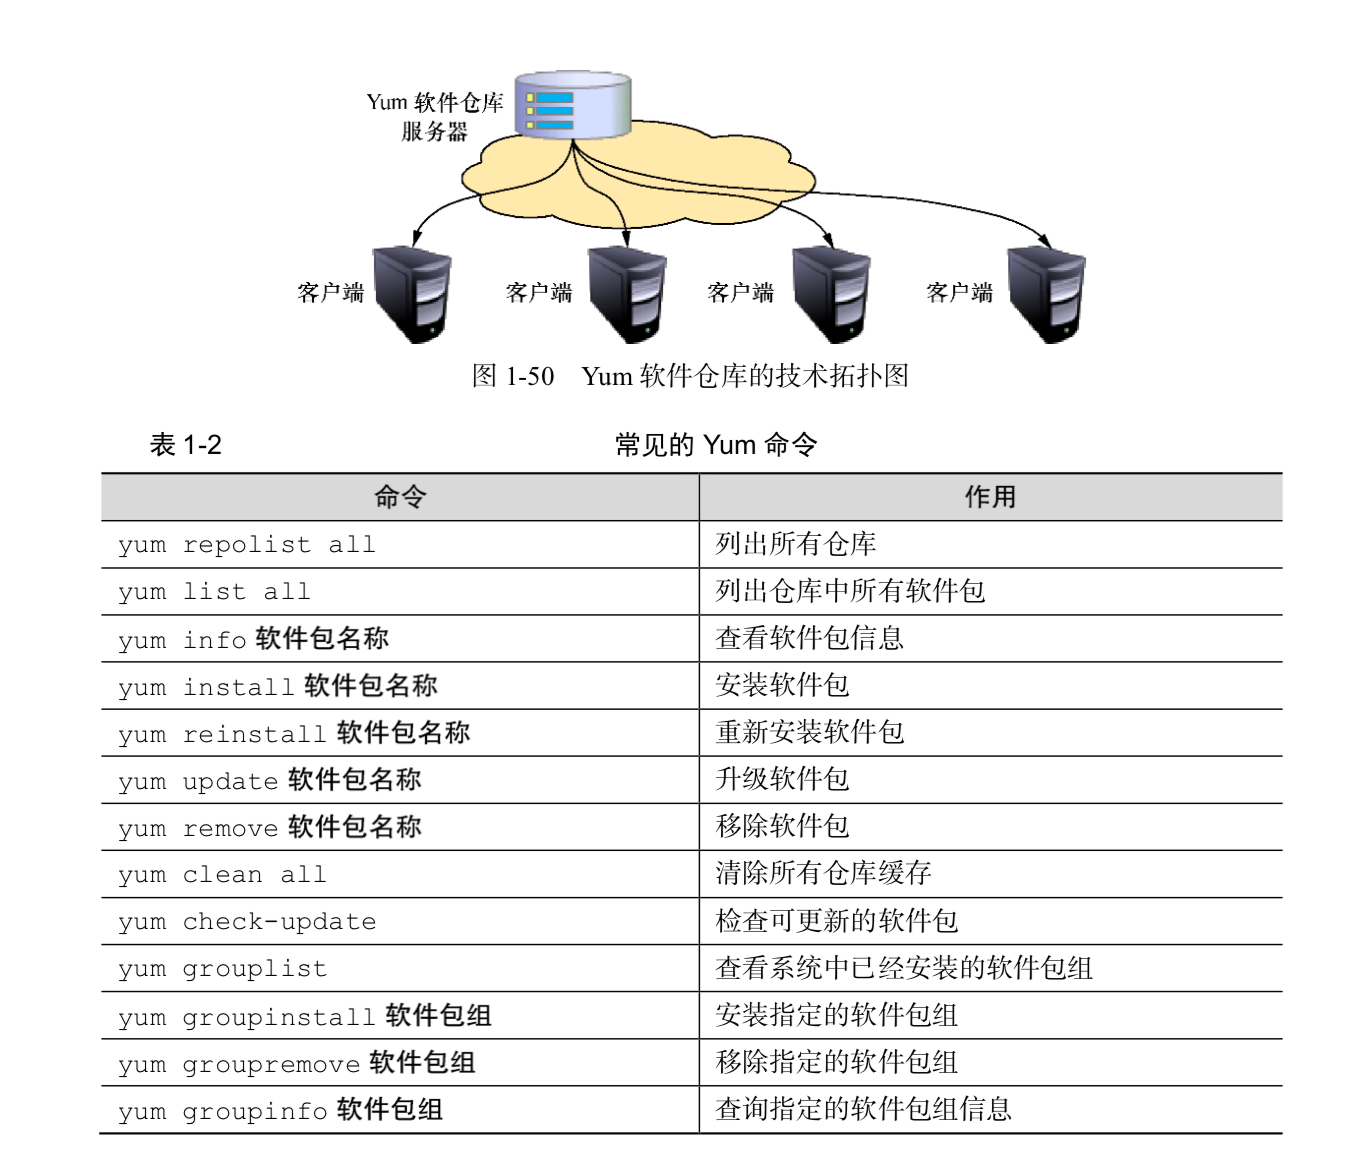 Yum 软件仓库
服务器
客户端 客户端 客户端 客户端
图 1-50 Yum 软件仓库的技术拓扑图
表 1-2 常见的 Yum 命令
命令 作用
yum repolist all 列出所有仓库
yum list all 列出仓库中所有软件包
yum info 软件包名称 查看软件包信息
yum install 软件包名称 安装软件包
yum reinstall 软件包名称 重新安装软件包
yum update 软件包名称 升级软件包
yum remove 软件包名称 移除软件包
yum clean all 清除所有仓库缓存
yum check-update 检查可更新的软件包
yum grouplist 查看系统中已经安装的软件包组
yum groupinstall 软件包组 安装指定的软件包组
yum groupremove 软件包组 移除指定的软件包组
yum groupinfo 软件包组 查询指定的软件包组信息